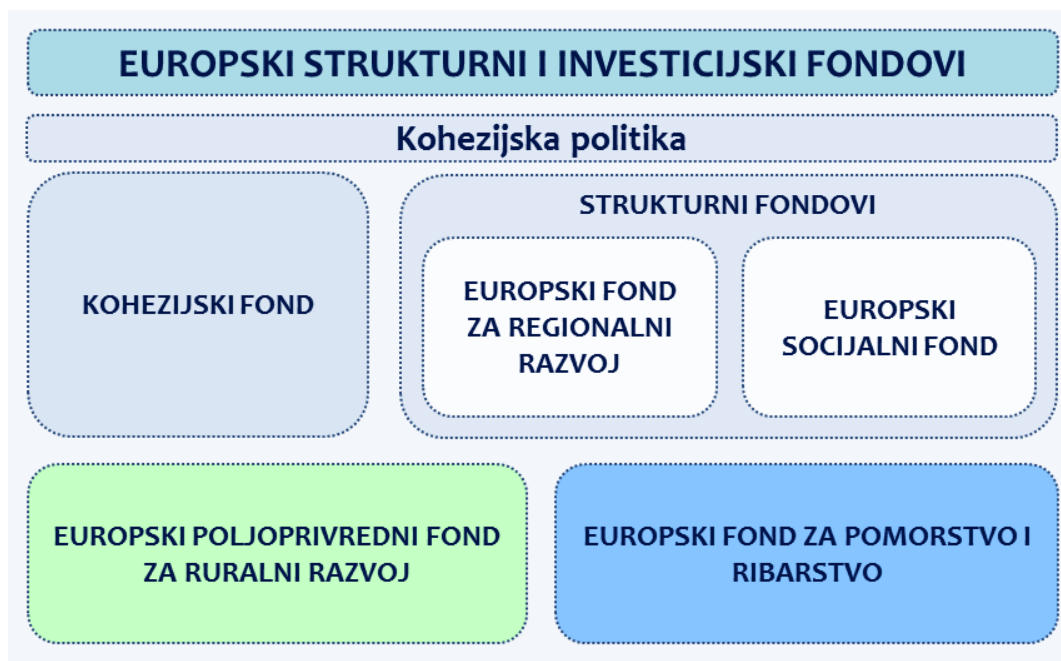 EUROPSKI STRUKTURNI I INVESTICIJSKI FONDOVI
Kohezijska politika
KOHEZIJSKI FOND
STRUKTURNI FONDOVI
EUROPSKI FOND
ZA REGIONALNI
RAZVOJ
EUROPSKI
SOCIJALNI FOND
EUROPSKI POLJOPRIVREDNI FOND
ZA RURALNI RAZVOJ
EUROPSKI FOND ZA POMORSTVO I
RIBARSTVO